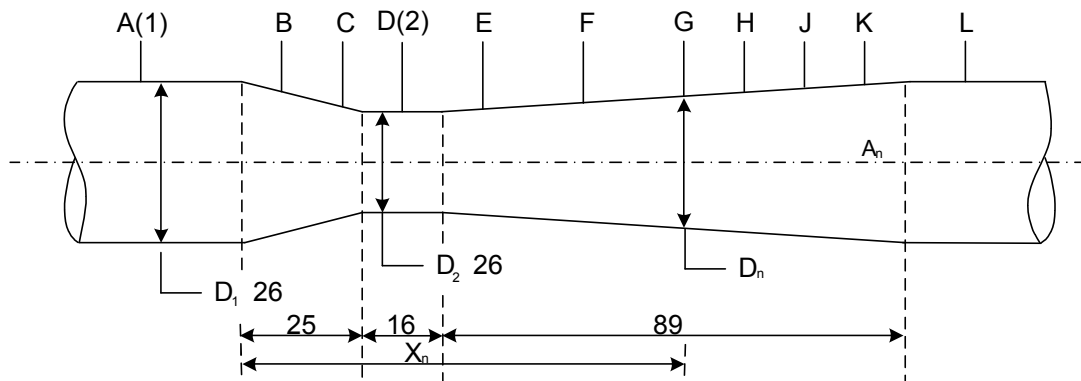 A(1) B C D(2) E F G H J K L
Aₙ
D₁ 26 D₂ 26 Dₙ
25 16 89
Xₙ